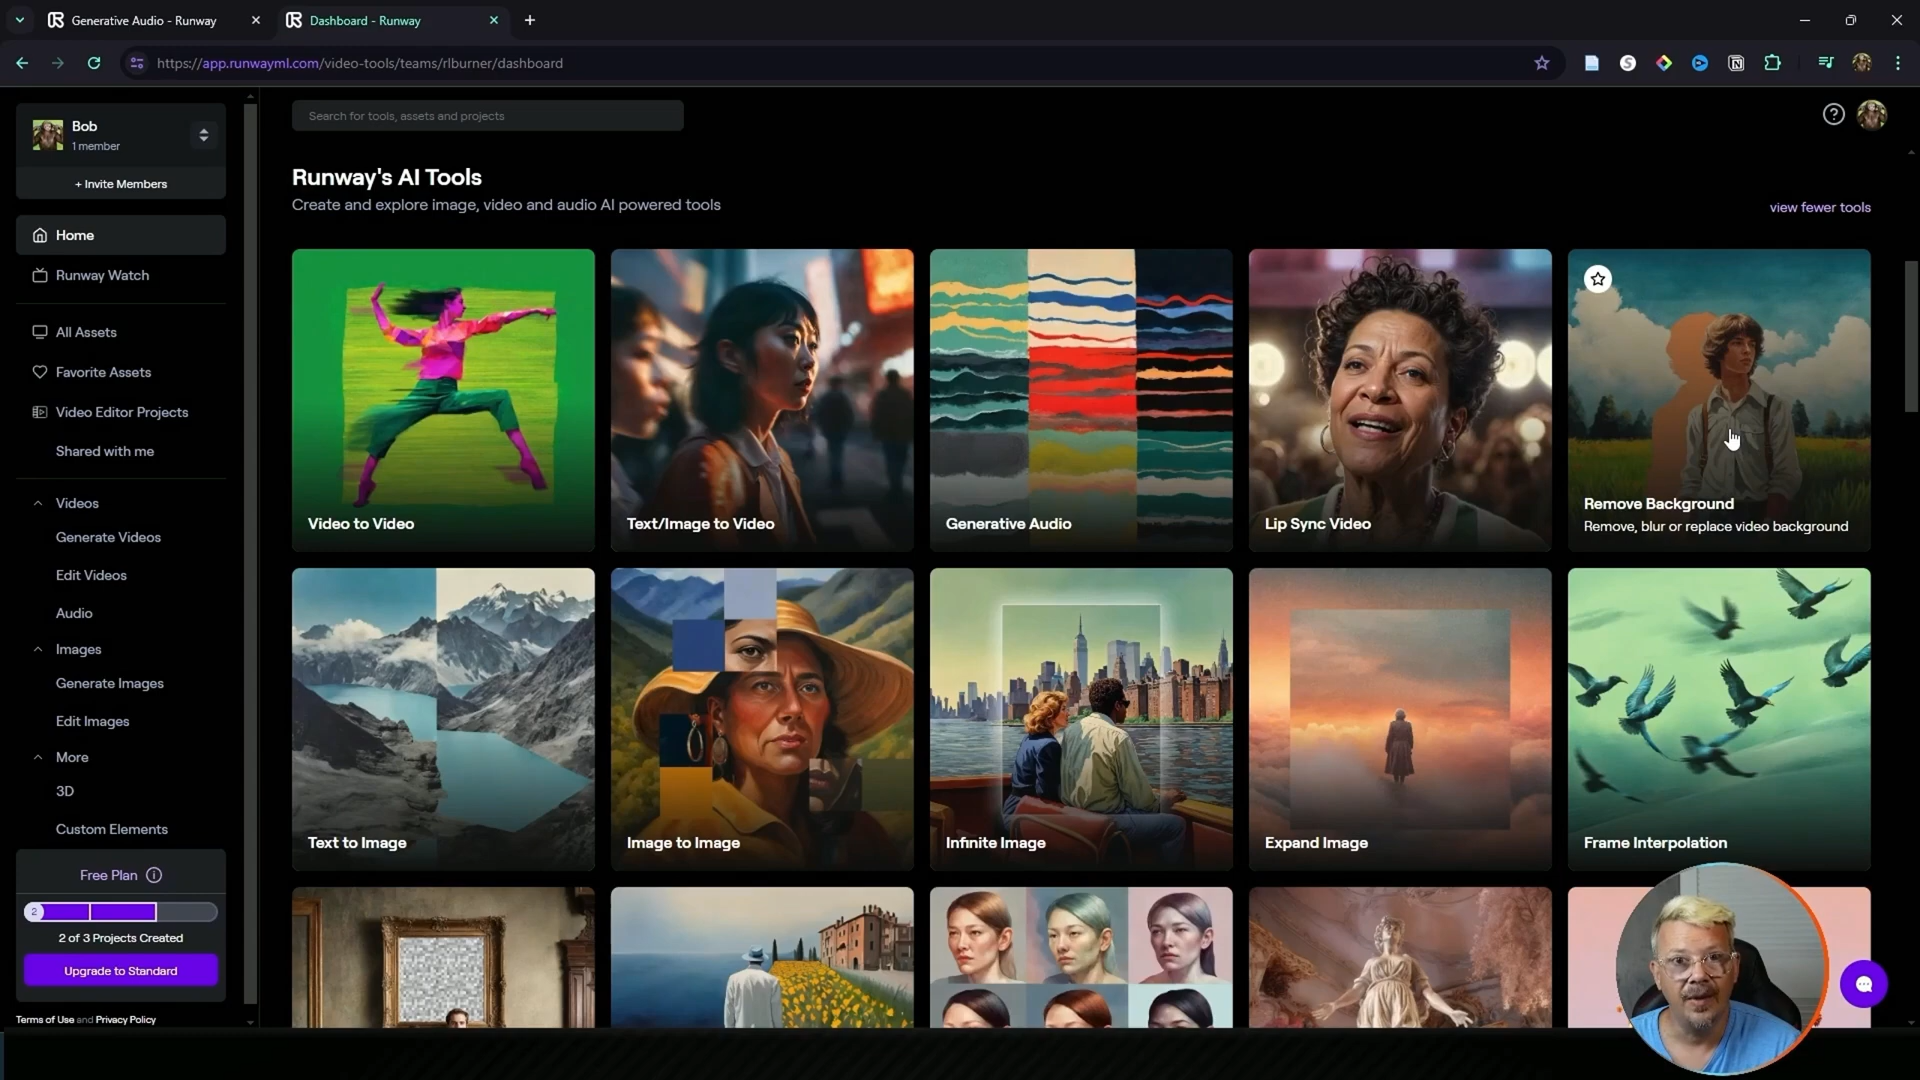 Generative Audio - Runway
Dashboard - Runway
https://app.runwayml.com/video-tools/teams/rlburner/dashboard
Bob
1 member
+ Invite Members
Home
Runway Watch
All Assets
Favorite Assets
Video Editor Projects
Shared with me
Videos
Generate Videos
Edit Videos
Audio
Images
Generate Images
Edit Images
More
3D
Custom Elements
Free Plan
2
2 of 3 Projects Created
Upgrade to Standard
Terms of Use and Privacy Policy
Search for tools, assets and projects
Runway's AI Tools
Create and explore image, video and audio AI powered tools
view fewer tools
Video to Video
Text/Image to Video
Generative Audio
Lip Sync Video
Remove Background
Remove, blur or replace video background
Text to Image
Image to Image
Infinite Image
Expand Image
Frame Interpolation